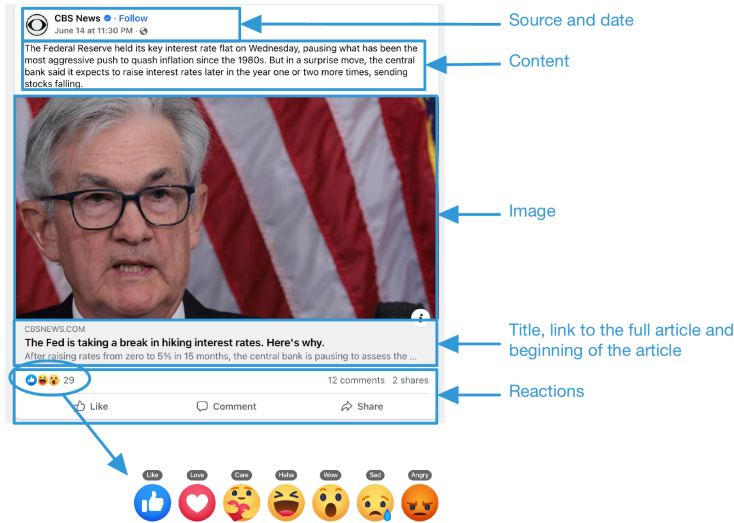 CBS News · Follow
June 14 at 11:30 PM ·
Source and date
The Federal Reserve held its key interest rate flat on Wednesday, pausing what has been the
most aggressive push to quash inflation since the 1980s. But in a surprise move, the central
bank said it expects to raise interest rates later in the year one or two more times, sending
stocks falling.
Content
Image
i
CBSNEWS.COM
The Fed is taking a break in hiking interest rates. Here's why.
After raising rates from zero to 5% in 15 months, the central bank is pausing to assess the ...
Title, link to the full article and
beginning of the article
29
12 comments 2 shares
Reactions
Like Comment Share
Like Love Care Haha Wow Sad Angry